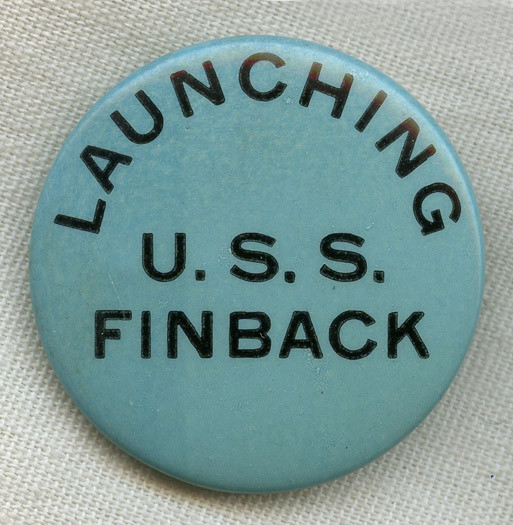 LAUNCHING
U. S. S.
FINBACK